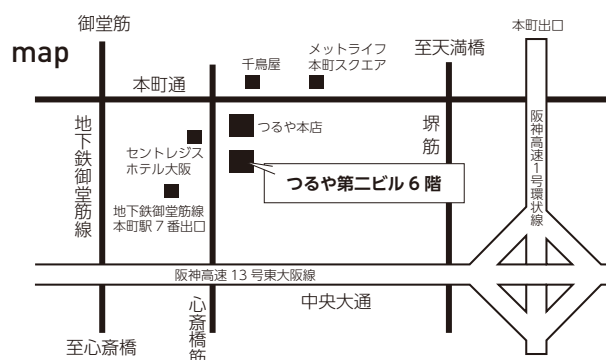 御堂筋
本町出口
map
メットライフ
本町スクエア
至天満橋
千鳥屋
本町通
つるや本店
堺筋
阪神高速1号環状線
地下鉄御堂筋線
セントレジス
ホテル大阪
つるや第二ビル6階
地下鉄御堂筋線
本町駅7番出口
阪神高速13号東大阪線
中央大通
心斎橋筋
至心斎橋